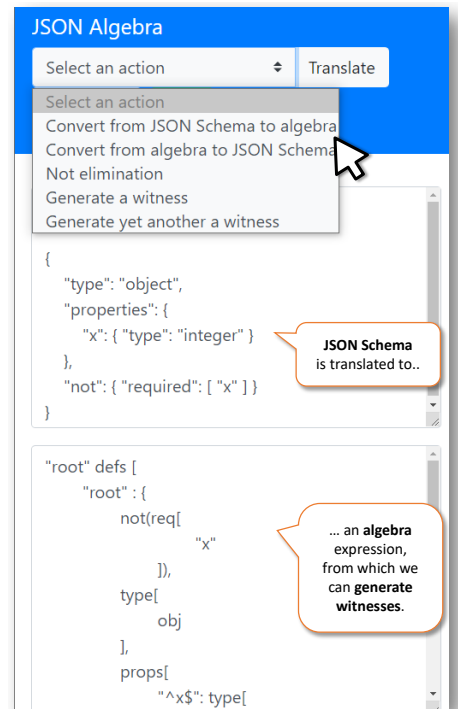 JSON Algebra
Select an action
Translate
Select an action
Convert from JSON Schema to algebra
Convert from algebra to JSON Schema
Not elimination
Generate a witness
Generate yet another a witness
{
"type": "object",
"properties": {
"x": { "type": "integer" }
},
"not": { "required": [ "x" ] }
}
JSON Schema
is translated to..
"root" defs [
"root" : {
not(req[
"x"
]),
type[
obj
],
props[
"^x$": type[
... an algebra
expression,
from which we
can generate
witnesses.